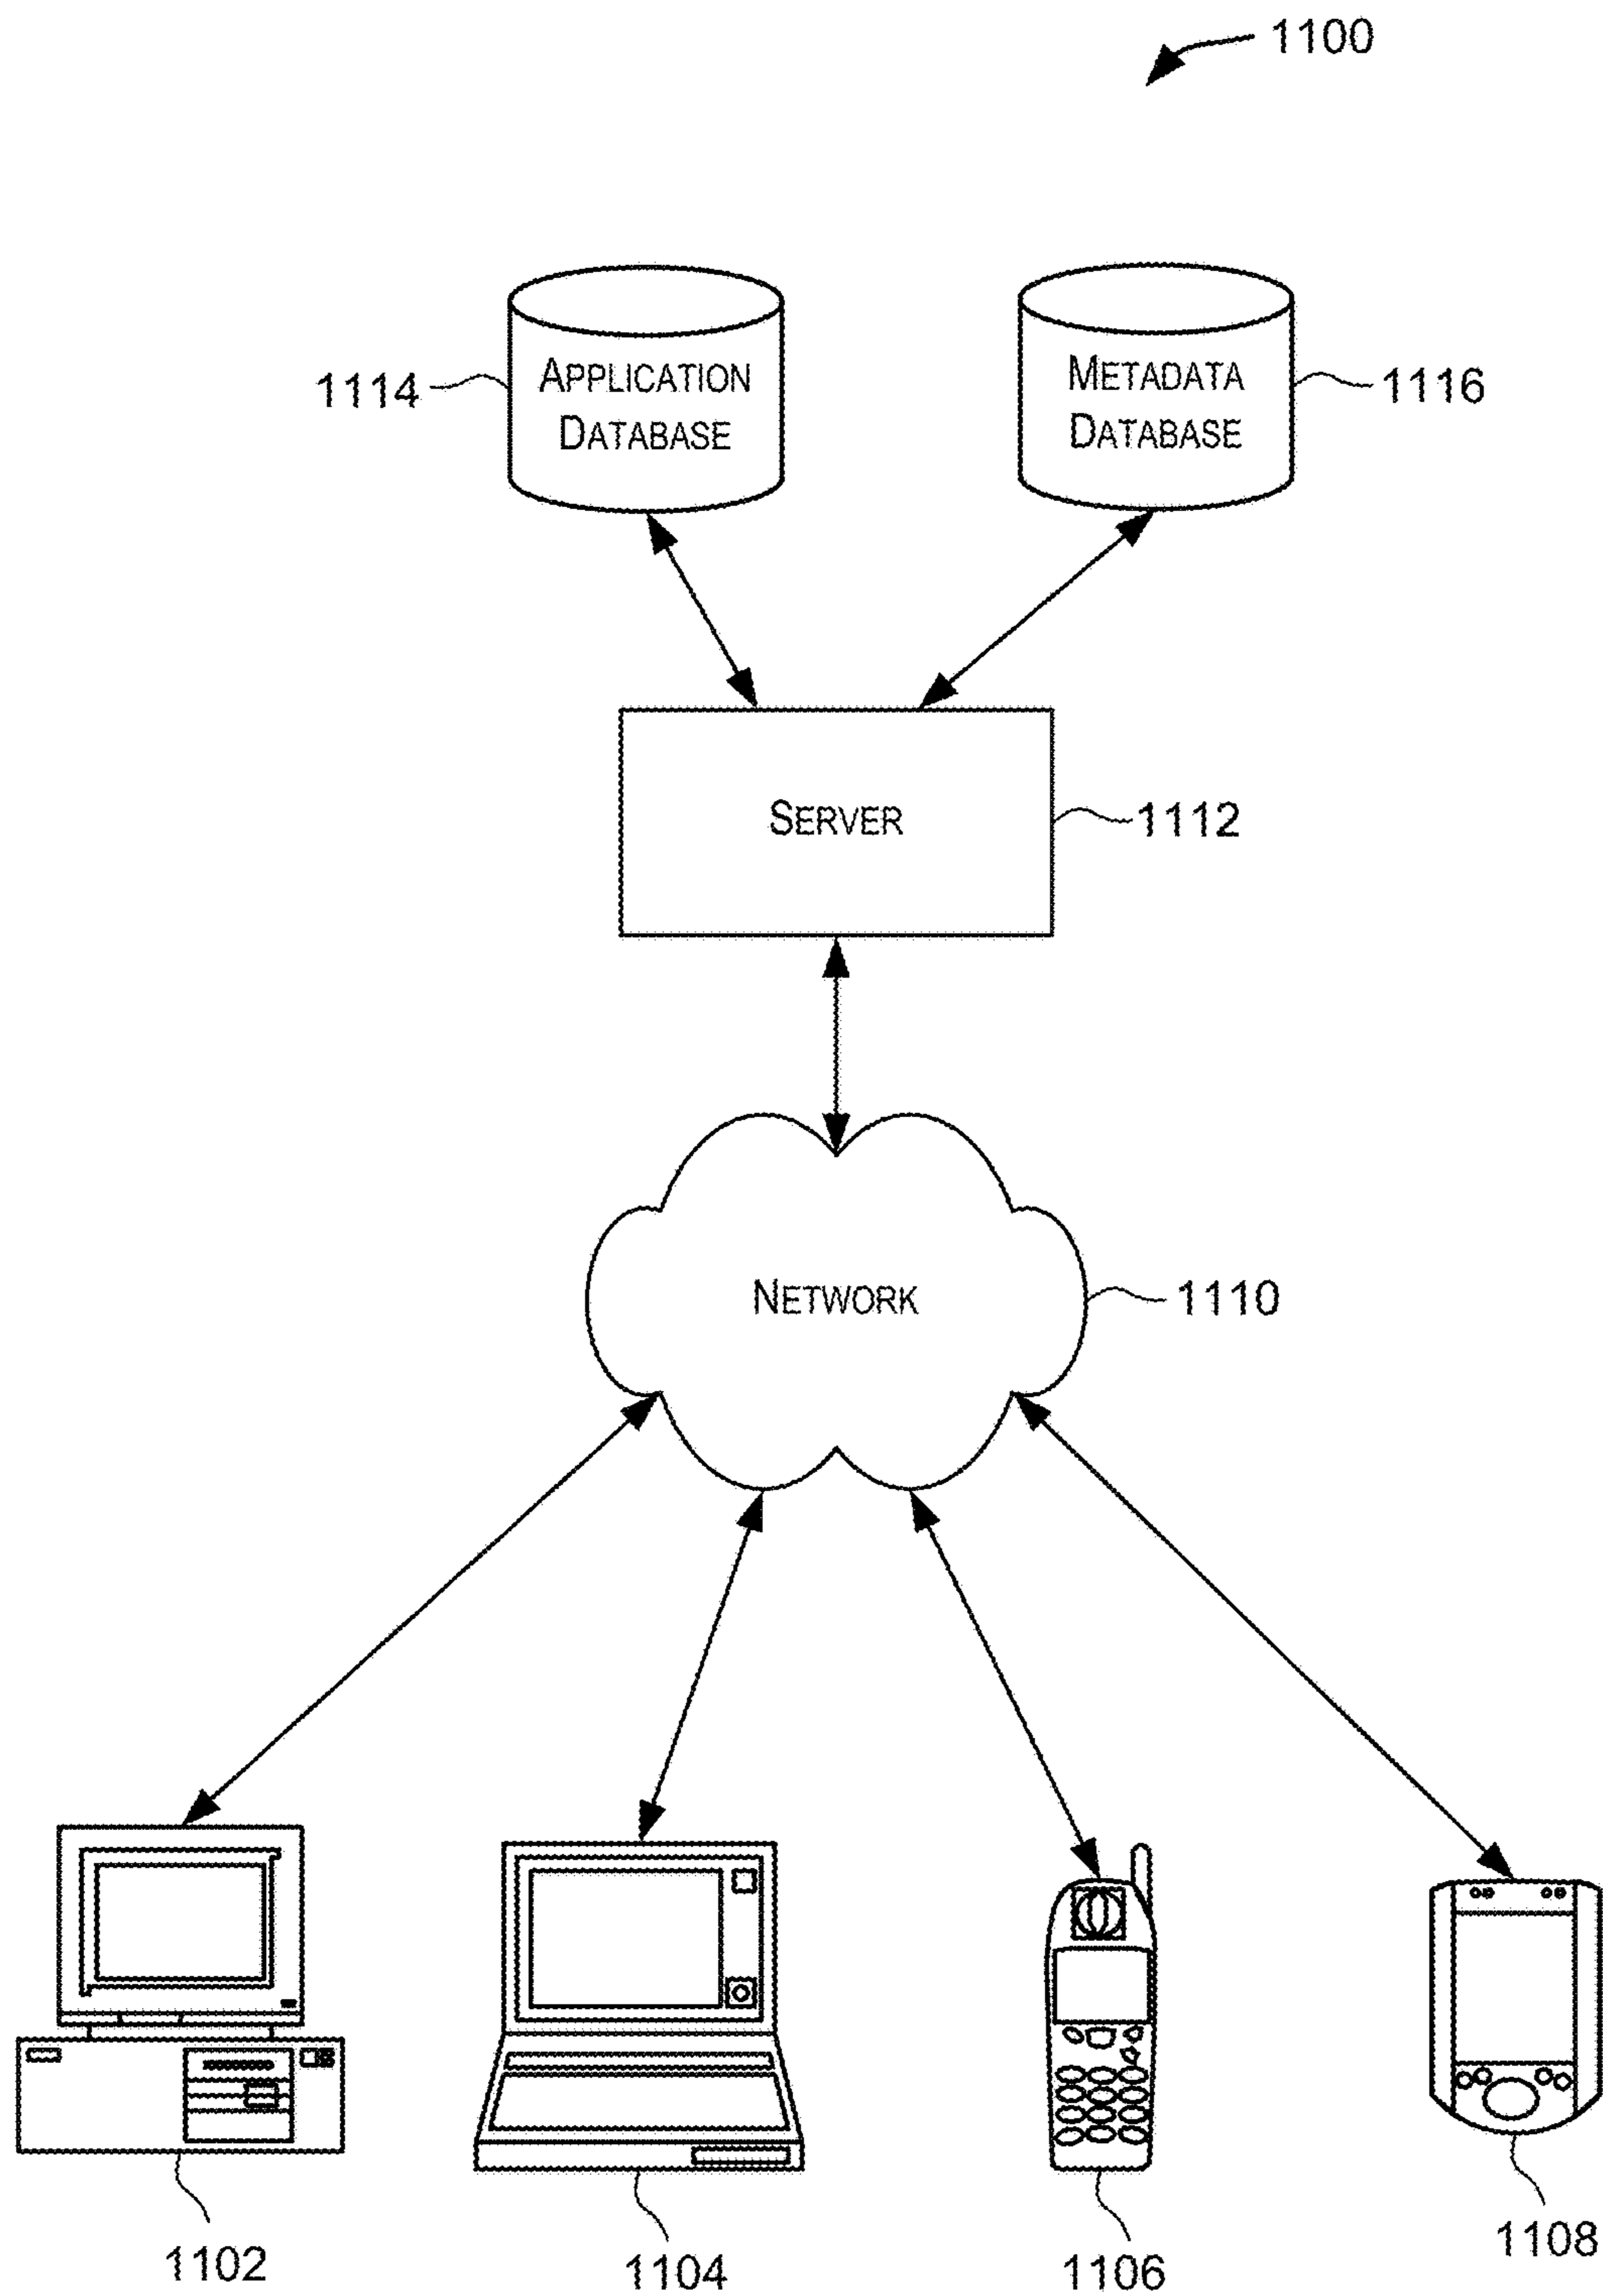 1100
1114
APPLICATION
DATABASE
METADATA
DATABASE
1116
SERVER
1112
NETWORK
1110
1102
1104
1106
1108